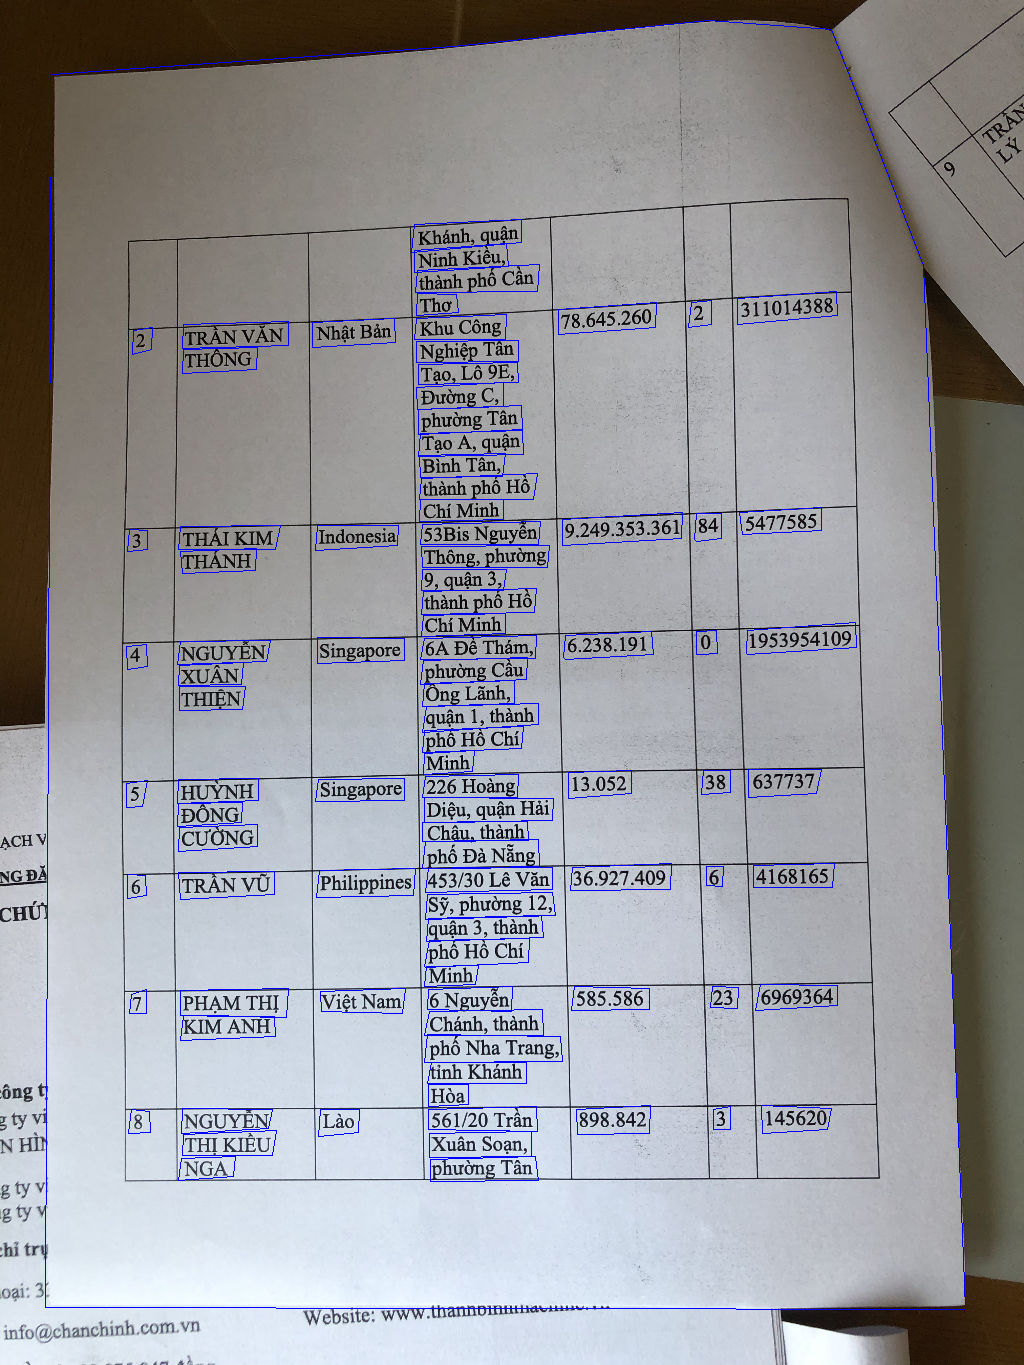 Khánh, quận
Ninh Kiều,
thành phố Cần
Thơ
2 TRẦN VĂN THÔNG Nhật Bản Khu Công 78.645.260 2 311014388
Nghiệp Tân
Tạo, Lô 9E,
Đường C,
phường Tân
Tạo A, quận
Bình Tân,
thành phố Hồ
Chí Minh
3 THÁI KIM THÁNH Indonesia 53Bis Nguyễn 9.249.353.361 84 5477585
Thông, phường
9, quận 3,
thành phố Hồ
Chí Minh
4 NGUYỄN XUÂN THIỆN Singapore 6A Đề Thám, 6.238.191 0 1953954109
phường Cầu
Ông Lãnh,
quận 1, thành
phố Hồ Chí
Minh
5 HUỲNH ĐÔNG CƯỜNG Singapore 226 Hoàng 13.052 38 637737
Diệu, quận Hải
Châu, thành
phố Đà Nẵng
6 TRẦN VŨ Philippines 453/30 Lê Văn 36.927.409 6 4168165
Sỹ, phường 12,
quận 3, thành
phố Hồ Chí
Minh
7 PHẠM THỊ KIM ANH Việt Nam 6 Nguyễn 585.586 23 6969364
Chánh, thành
phố Nha Trang,
tỉnh Khánh
Hòa
8 NGUYỄN THỊ KIỀU NGA Lào 561/20 Trần 898.842 3 145620
Xuân Soạn,
phường Tân
9 TRẦN
LÝ
ACH V
CHỨ
công t
g ty vi
N HÌN
g ty v
g ty v
chỉ trụ
oại: 3
Website: www.thanhbinhmachine.vn
info@chanchinh.com.vn